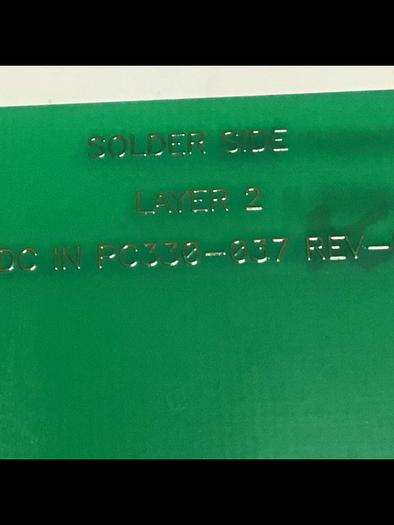 SOLDER SIDE
LAYER 2
DC IN PC330-037 REV-